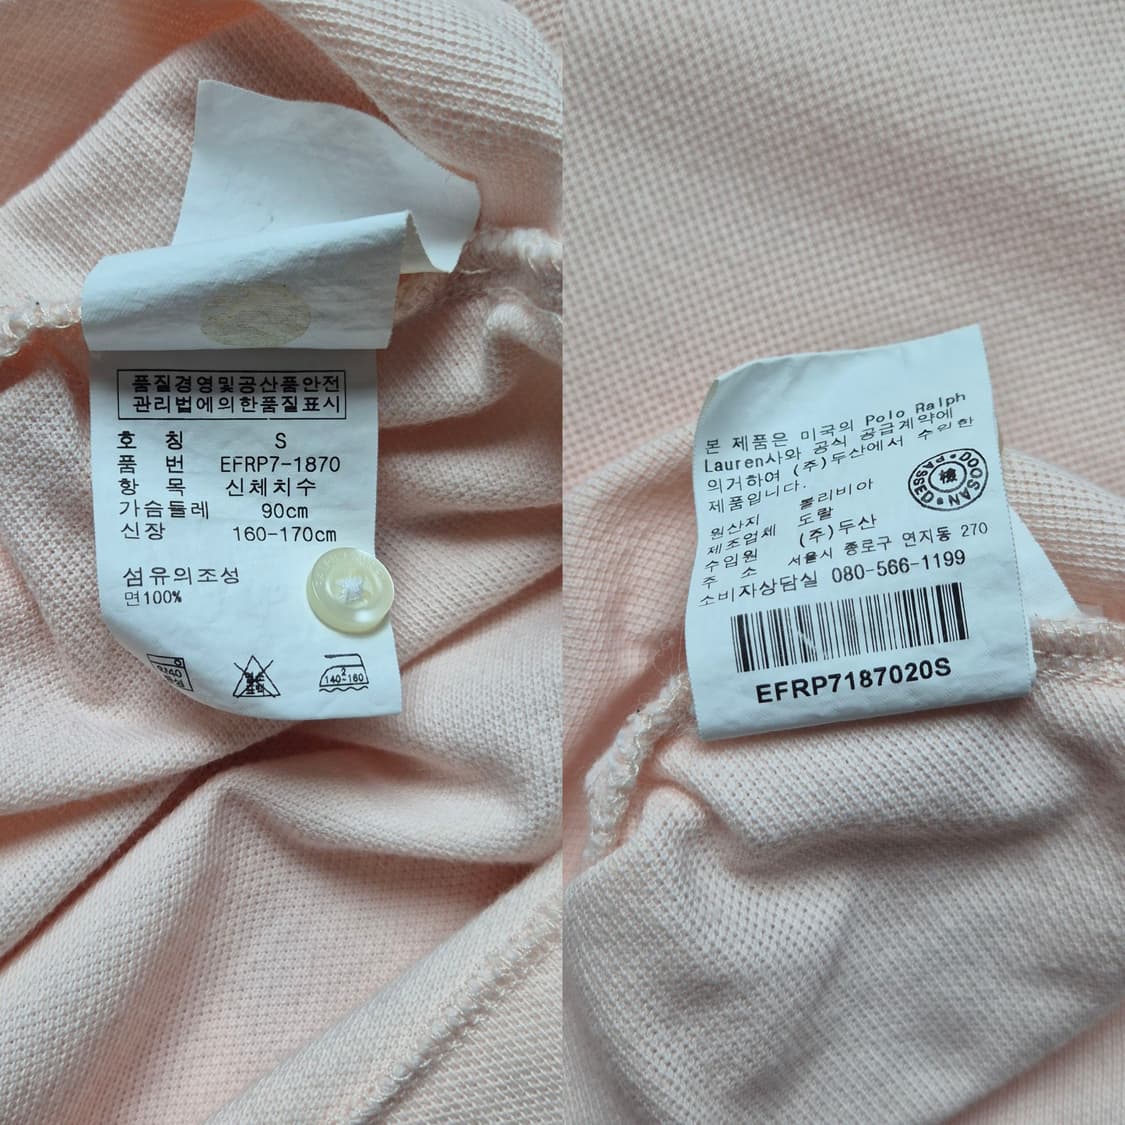 품질경영및공산품안전
관리법에의한품질표시
호 칭 S
품 번 EFRP7-1870
항 목 신체치수
가슴둘레 90cm
신장 160-170cm
섬유의조성
면100%
140-160
본 제품은 미국의 Polo Ralph
Lauren사와 공식 공급계약에
의거하여 (주)두산에서 수입한
제품입니다.
원산지 볼리비아
제조업체 도랄
수입원 (주)두산
주 소 서울시 종로구 연지동 270
소비자상담실 080-566-1199
DOOSAN PASSED
檢
EFRP7187020S